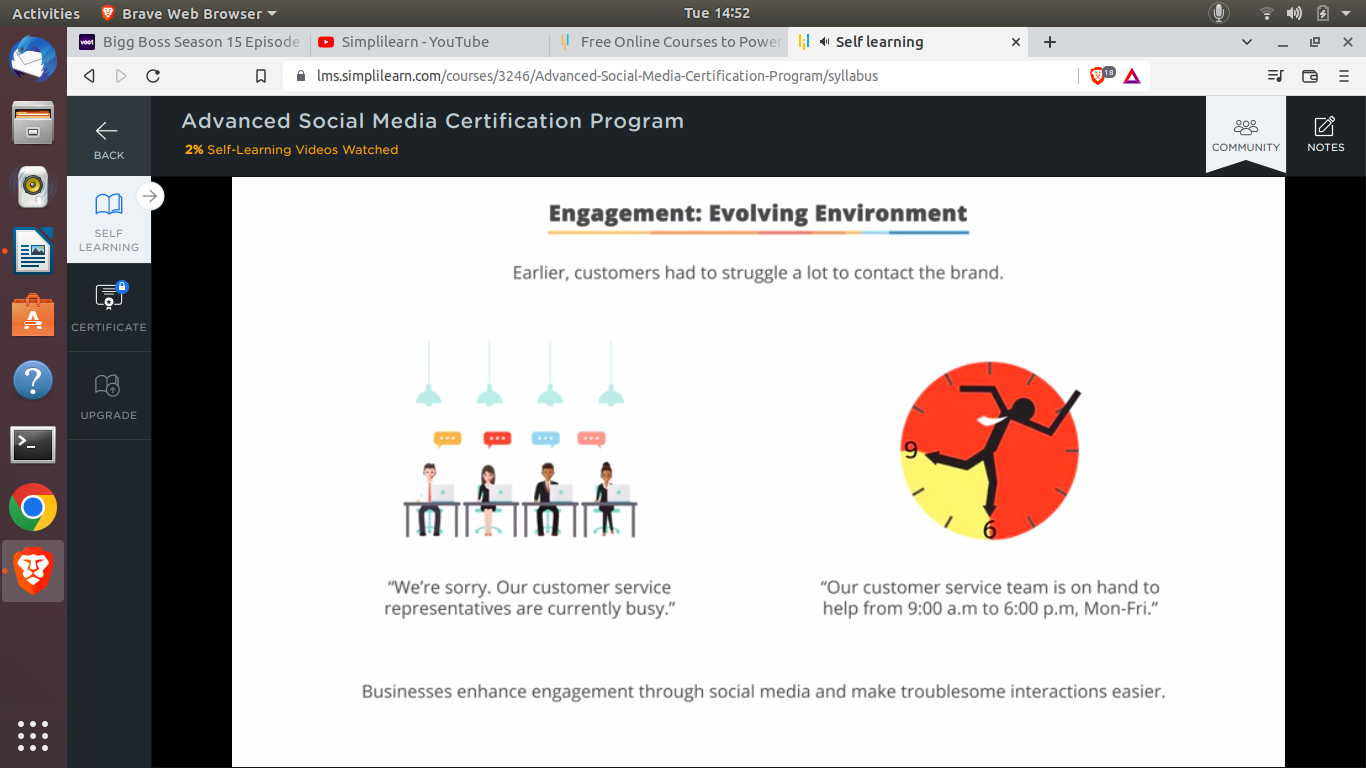 Activities
Brave Web Browser
Tue 14:52
voot
Bigg Boss Season 15 Episode
Simplilearn - YouTube
Free Online Courses to Power
Self learning
lms.simplilearn.com/courses/3246/Advanced-Social-Media-Certification-Program/syllabus
18
BACK
Advanced Social Media Certification Program
2% Self-Learning Videos Watched
COMMUNITY
NOTES
SELF
LEARNING
CERTIFICATE
UPGRADE
Engagement: Evolving Environment
Earlier, customers had to struggle a lot to contact the brand.
9
6
“We’re sorry. Our customer service
representatives are currently busy.”
“Our customer service team is on hand to
help from 9:00 a.m to 6:00 p.m, Mon-Fri.”
Businesses enhance engagement through social media and make troublesome interactions easier.